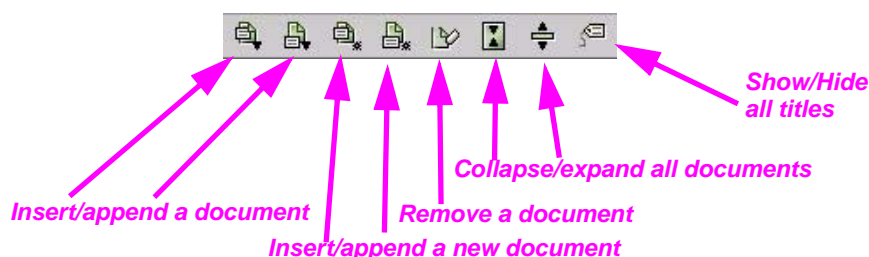 Show/Hide
all titles
Collapse/expand all documents
Insert/append a document
Remove a document
Insert/append a new document